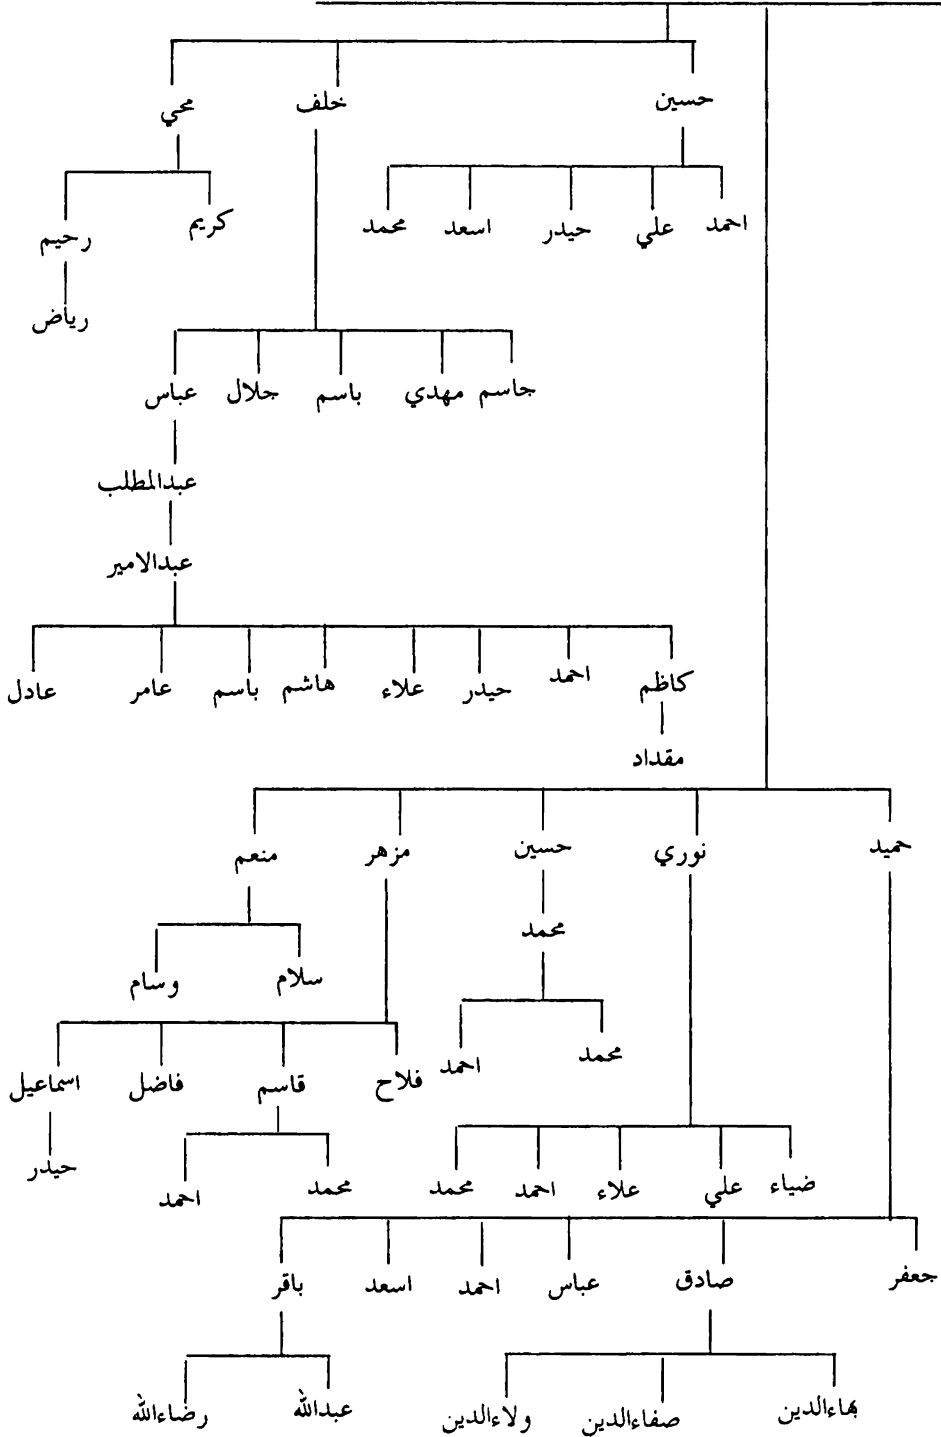 حسين خلف محي
احمد علي حيدر اسعد محمد
كريم رحيم
رياض
جاسم مهدي باسم جلال عباس
عبدالمطلب
عبدالامير
كاظم احمد حيدر علاء هاشم باسم عامر عادل
مقداد
حميد نوري حسين مزهر منعم
محمد
سلام وسام
محمد احمد
فلاح قاسم فاضل اسماعيل
حيدر
ضياء علي علاء احمد محمد
محمد احمد
جعفر صادق عباس احمد اسعد باقر
بهاءالدين صفاءالدين ولاءالدين
عبدالله رضاءالله